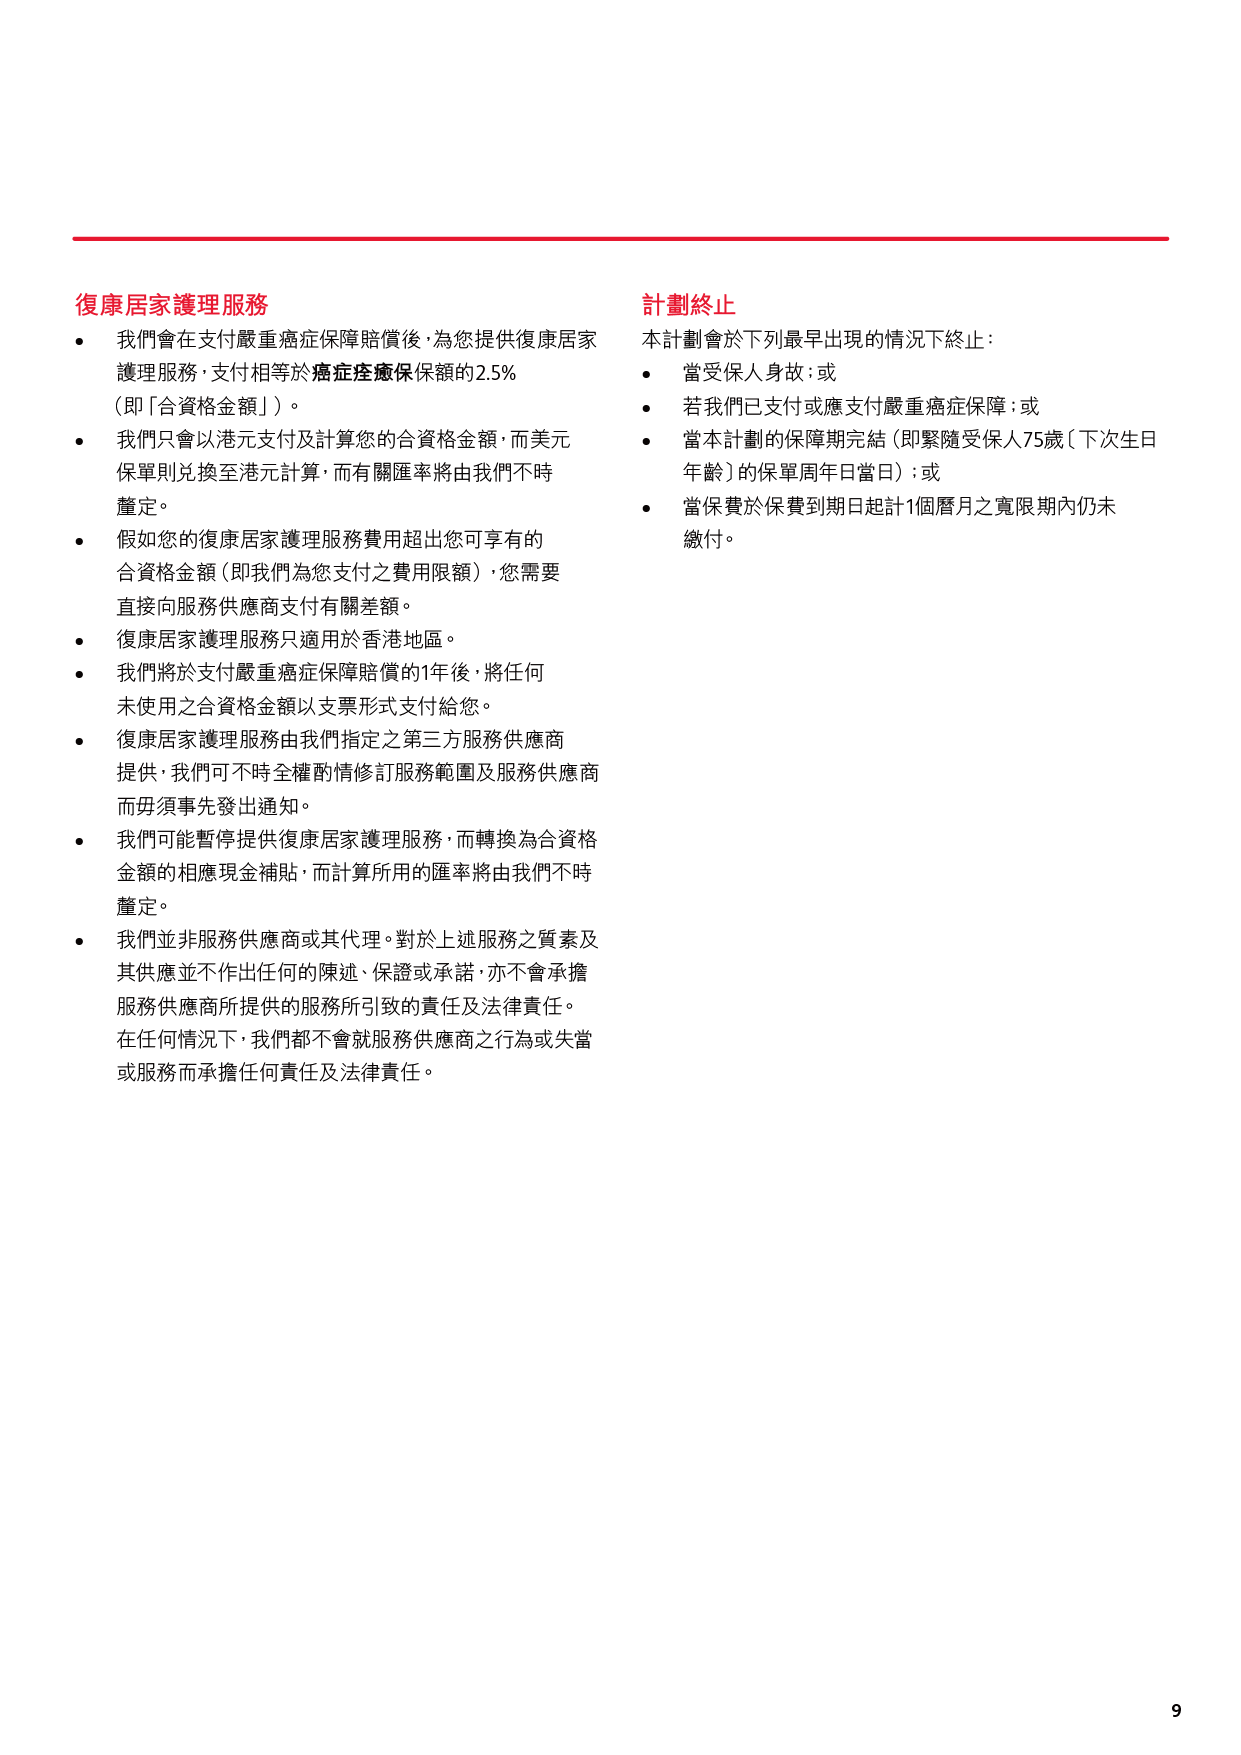 復康居家護理服務
• 我們會在支付嚴重癌症保障賠償後，為您提供復康居家
護理服務，支付相等於癌症痊癒保保額的2.5%
（即「合資格金額」）。
• 我們只會以港元支付及計算您的合資格金額，而美元
保單則兌換至港元計算，而有關匯率將由我們不時
釐定。
• 假如您的復康居家護理服務費用超出您可享有的
合資格金額（即我們為您支付之費用限額），您需要
直接向服務供應商支付有關差額。
• 復康居家護理服務只適用於香港地區。
• 我們將於支付嚴重癌症保障賠償的1年後，將任何
未使用之合資格金額以支票形式支付給您。
• 復康居家護理服務由我們指定之第三方服務供應商
提供，我們可不時全權酌情修訂服務範圍及服務供應商
而毋須事先發出通知。
• 我們可能暫停提供復康居家護理服務，而轉換為合資格
金額的相應現金補貼，而計算所用的匯率將由我們不時
釐定。
• 我們並非服務供應商或其代理。對於上述服務之質素及
其供應並不作出任何的陳述、保證或承諾，亦不會承擔
服務供應商所提供的服務所引致的責任及法律責任。
在任何情況下，我們都不會就服務供應商之行為或失當
或服務而承擔任何責任及法律責任。
計劃終止
本計劃會於下列最早出現的情況下終止：
• 當受保人身故；或
• 若我們已支付或應支付嚴重癌症保障；或
• 當本計劃的保障期完結（即緊隨受保人75歲〔下次生日
年齡〕的保單周年日當日）；或
• 當保費於保費到期日起計1個曆月之寬限期內仍未
繳付。
9